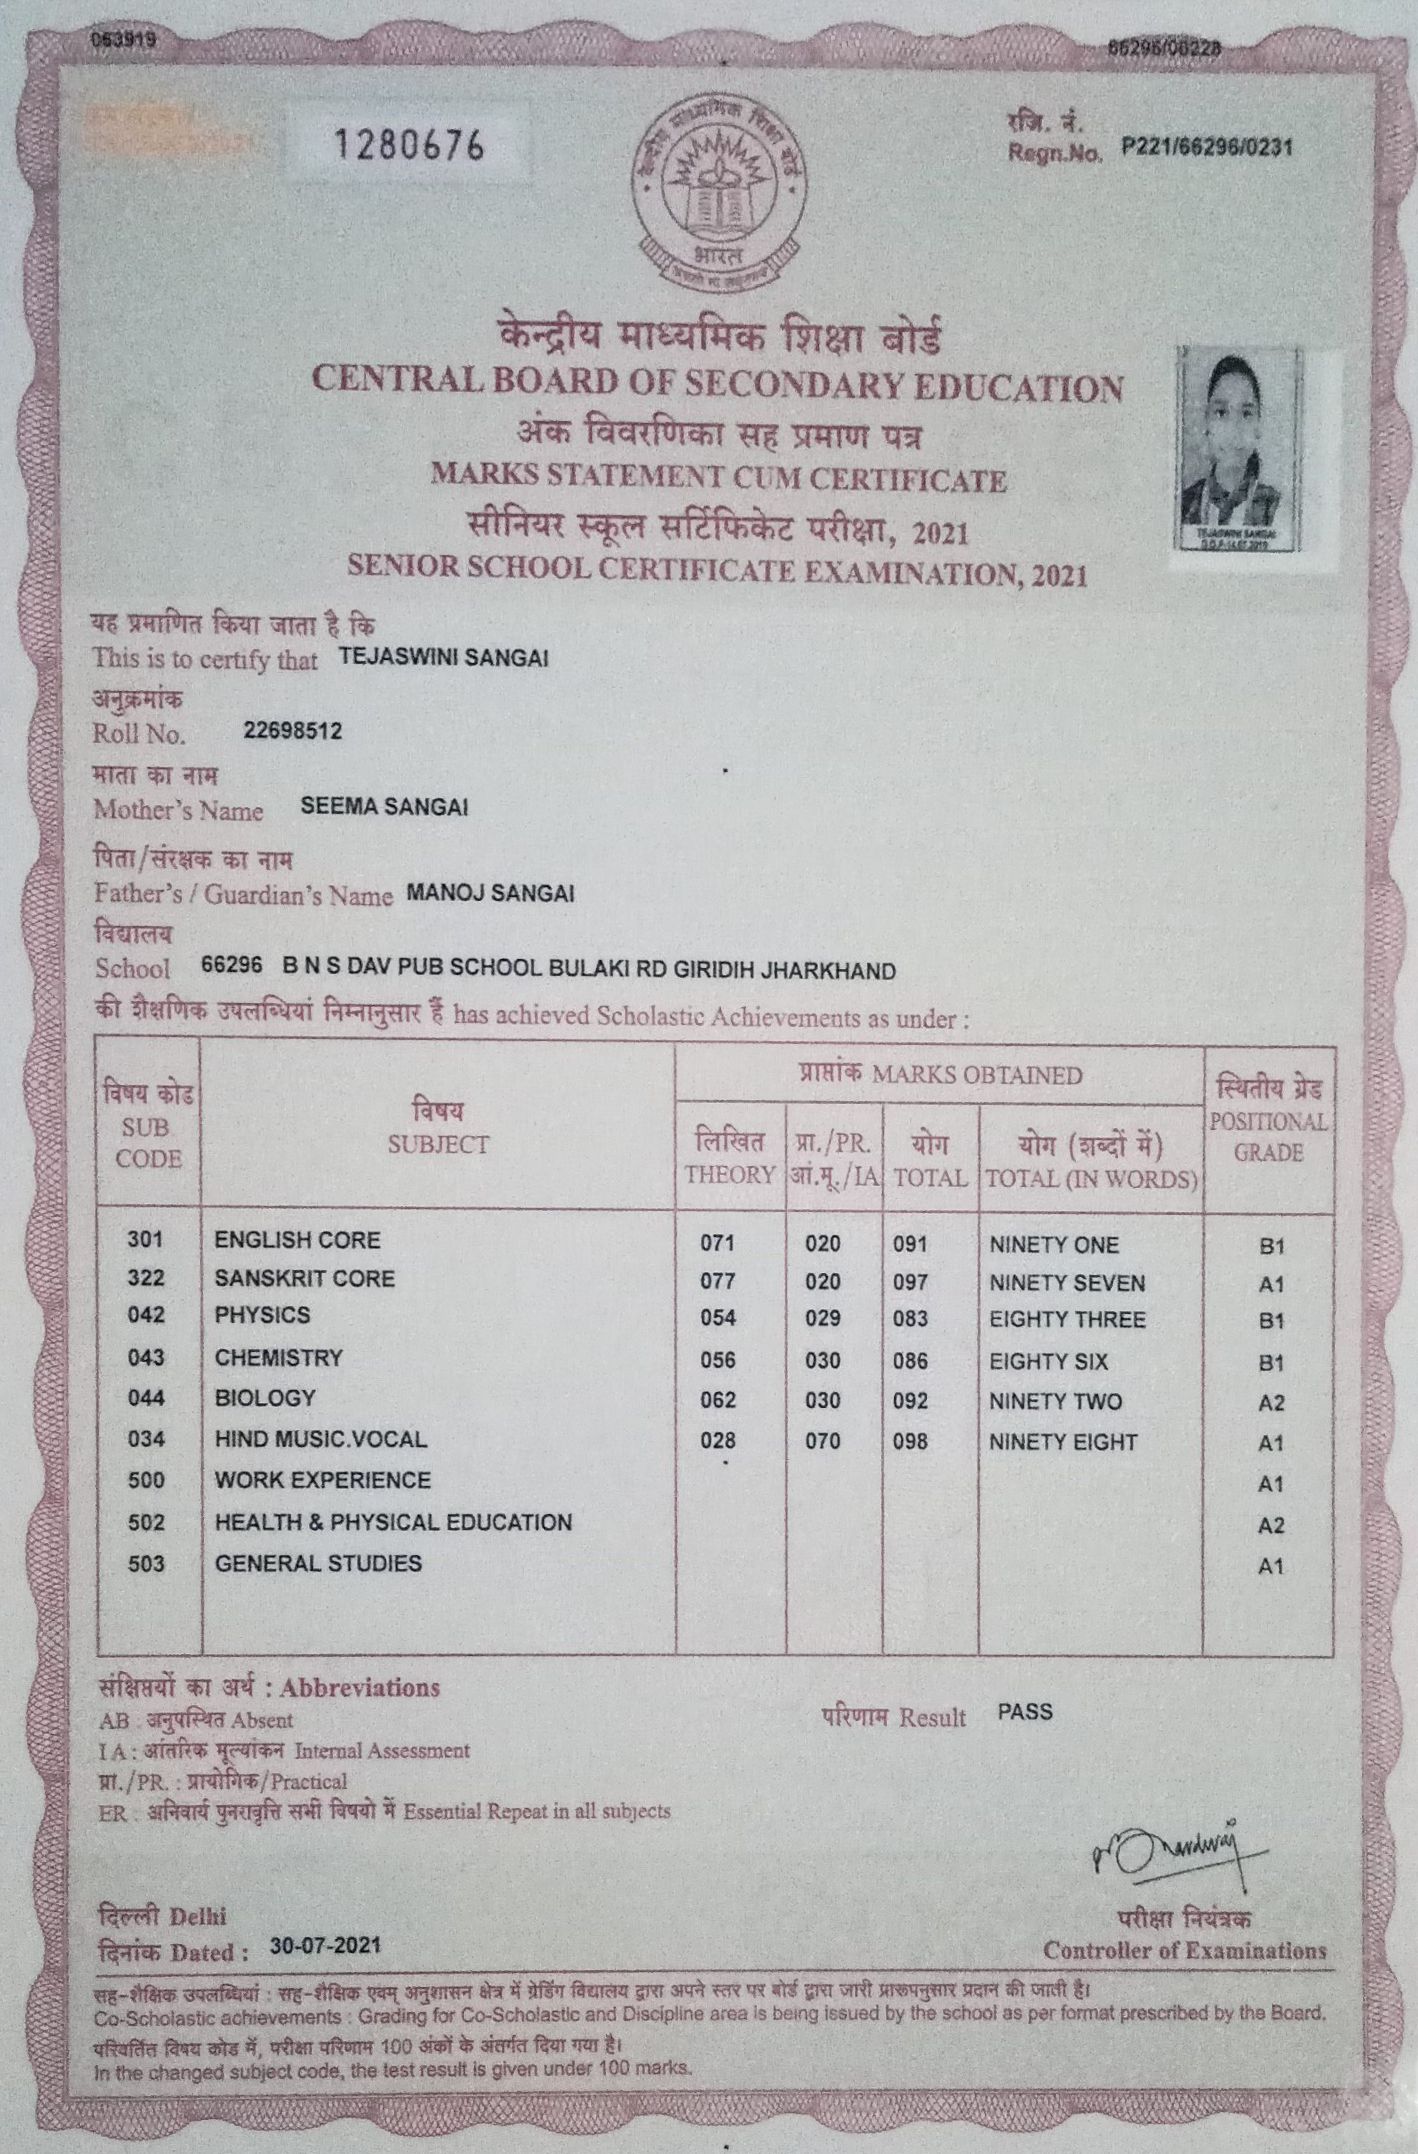 063919
66296/06228
1280676
रजि. नं.
Regn.No. P221/66296/0231
केन्द्रीय माध्यमिक शिक्षा बोर्ड
भारत
केन्द्रीय माध्यमिक शिक्षा बोर्ड
CENTRAL BOARD OF SECONDARY EDUCATION
अंक विवरणिका सह प्रमाण पत्र
MARKS STATEMENT CUM CERTIFICATE
सीनियर स्कूल सर्टिफिकेट परीक्षा, 2021
SENIOR SCHOOL CERTIFICATE EXAMINATION, 2021
TEJASWINI SANGAI
यह प्रमाणित किया जाता है कि
This is to certify that TEJASWINI SANGAI
अनुक्रमांक
Roll No. 22698512
माता का नाम
Mother's Name SEEMA SANGAI
पिता/संरक्षक का नाम
Father's / Guardian's Name MANOJ SANGAI
विद्यालय
School 66296 B N S DAV PUB SCHOOL BULAKI RD GIRIDIH JHARKHAND
की शैक्षणिक उपलब्धियां निम्नानुसार हैं has achieved Scholastic Achievements as under :
विषय कोड SUB CODE विषय SUBJECT प्राप्तांक MARKS OBTAINED स्थितीय ग्रेड POSITIONAL GRADE
लिखित THEORY प्रा./PR. आं.मू./IA योग TOTAL योग (शब्दों में) TOTAL (IN WORDS)
301 ENGLISH CORE 071 020 091 NINETY ONE B1
322 SANSKRIT CORE 077 020 097 NINETY SEVEN A1
042 PHYSICS 054 029 083 EIGHTY THREE B1
043 CHEMISTRY 056 030 086 EIGHTY SIX B1
044 BIOLOGY 062 030 092 NINETY TWO A2
034 HIND MUSIC.VOCAL 028 070 098 NINETY EIGHT A1
500 WORK EXPERIENCE A1
502 HEALTH & PHYSICAL EDUCATION A2
503 GENERAL STUDIES A1
संक्षिप्तयों का अर्थ : Abbreviations
AB : अनुपस्थित Absent
परिणाम Result PASS
I A : आंतरिक मूल्यांकन Internal Assessment
प्रा./PR. : प्रायोगिक/Practical
ER : अनिवार्य पुनरावृत्ति सभी विषयो में Essential Repeat in all subjects
दिल्ली Delhi
दिनांक Dated : 30-07-2021
परीक्षा नियंत्रक
Controller of Examinations
सह-शैक्षिक उपलब्धियां : सह-शैक्षिक एवम् अनुशासन क्षेत्र में ग्रेडिंग विद्यालय द्वारा अपने स्तर पर बोर्ड द्वारा जारी प्रारूपनुसार प्रदान की जाती है।
Co-Scholastic achievements : Grading for Co-Scholastic and Discipline area is being issued by the school as per format prescribed by the Board.
परिवर्तित विषय कोड में, परीक्षा परिणाम 100 अंकों के अंतर्गत दिया गया है।
In the changed subject code, the test result is given under 100 marks.